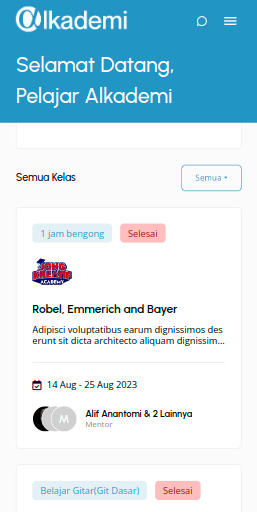 @lkademi
Selamat Datang,
Pelajar Alkademi
Semua Kelas
Semua
1 jam bengong
Selesai
ACADEMY
Robel, Emmerich and Bayer
Adipisci voluptatibus earum dignissimos des
erunt sit dicta architecto aliquam dignissim...
14 Aug - 25 Aug 2023
M
Alif Anantomi & 2 Lainnya
Mentor
Belajar Gitar(Git Dasar)
Selesai